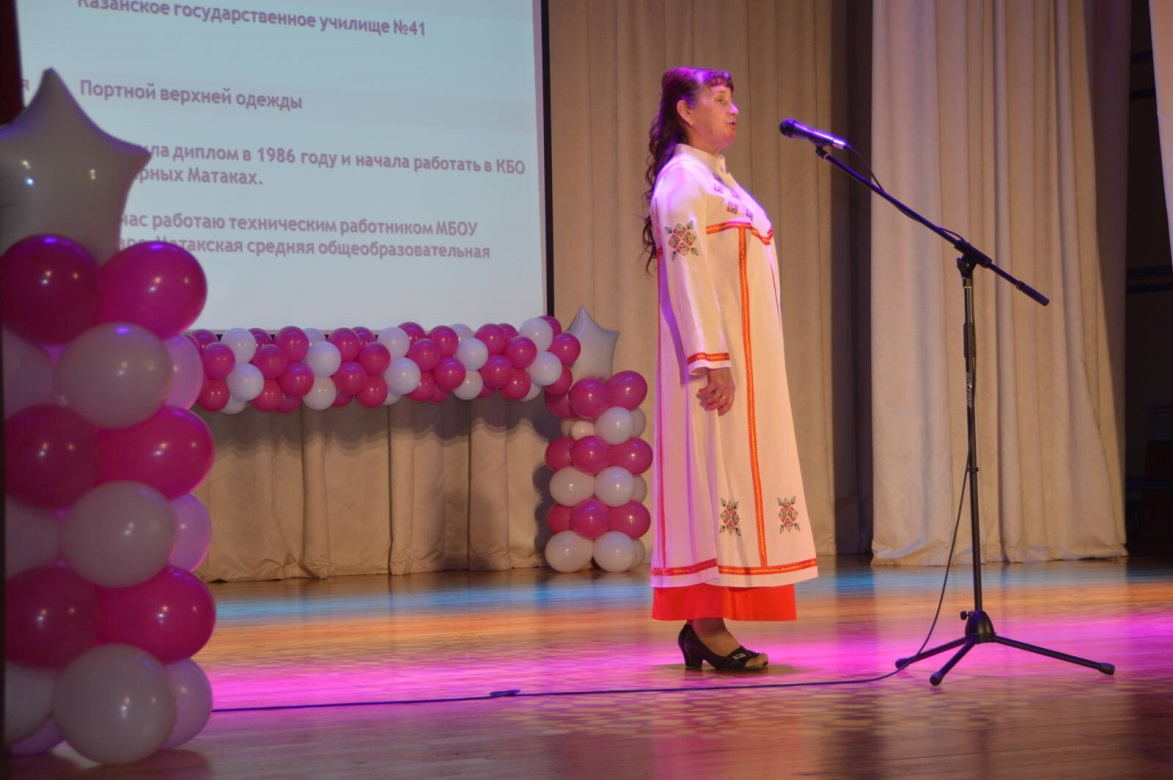 Казанское государственное училище №41
Портной верхней одежды
диплом в 1986 году и начала работать в КБО
Матаках.
работаю техническим работником МБОУ
средняя общеобразовательная